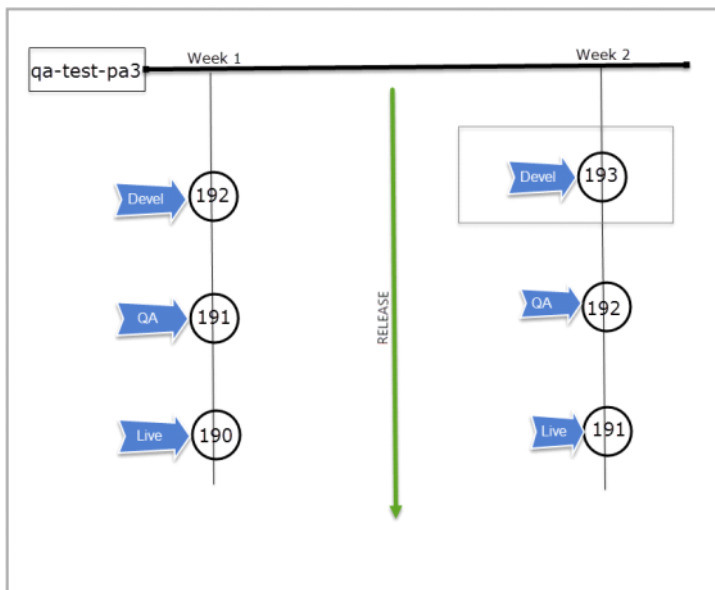 qa-test-pa3
Week 1
Week 2
Devel
192
Devel
193
QA
191
QA
192
RELEASE
Live
190
Live
191